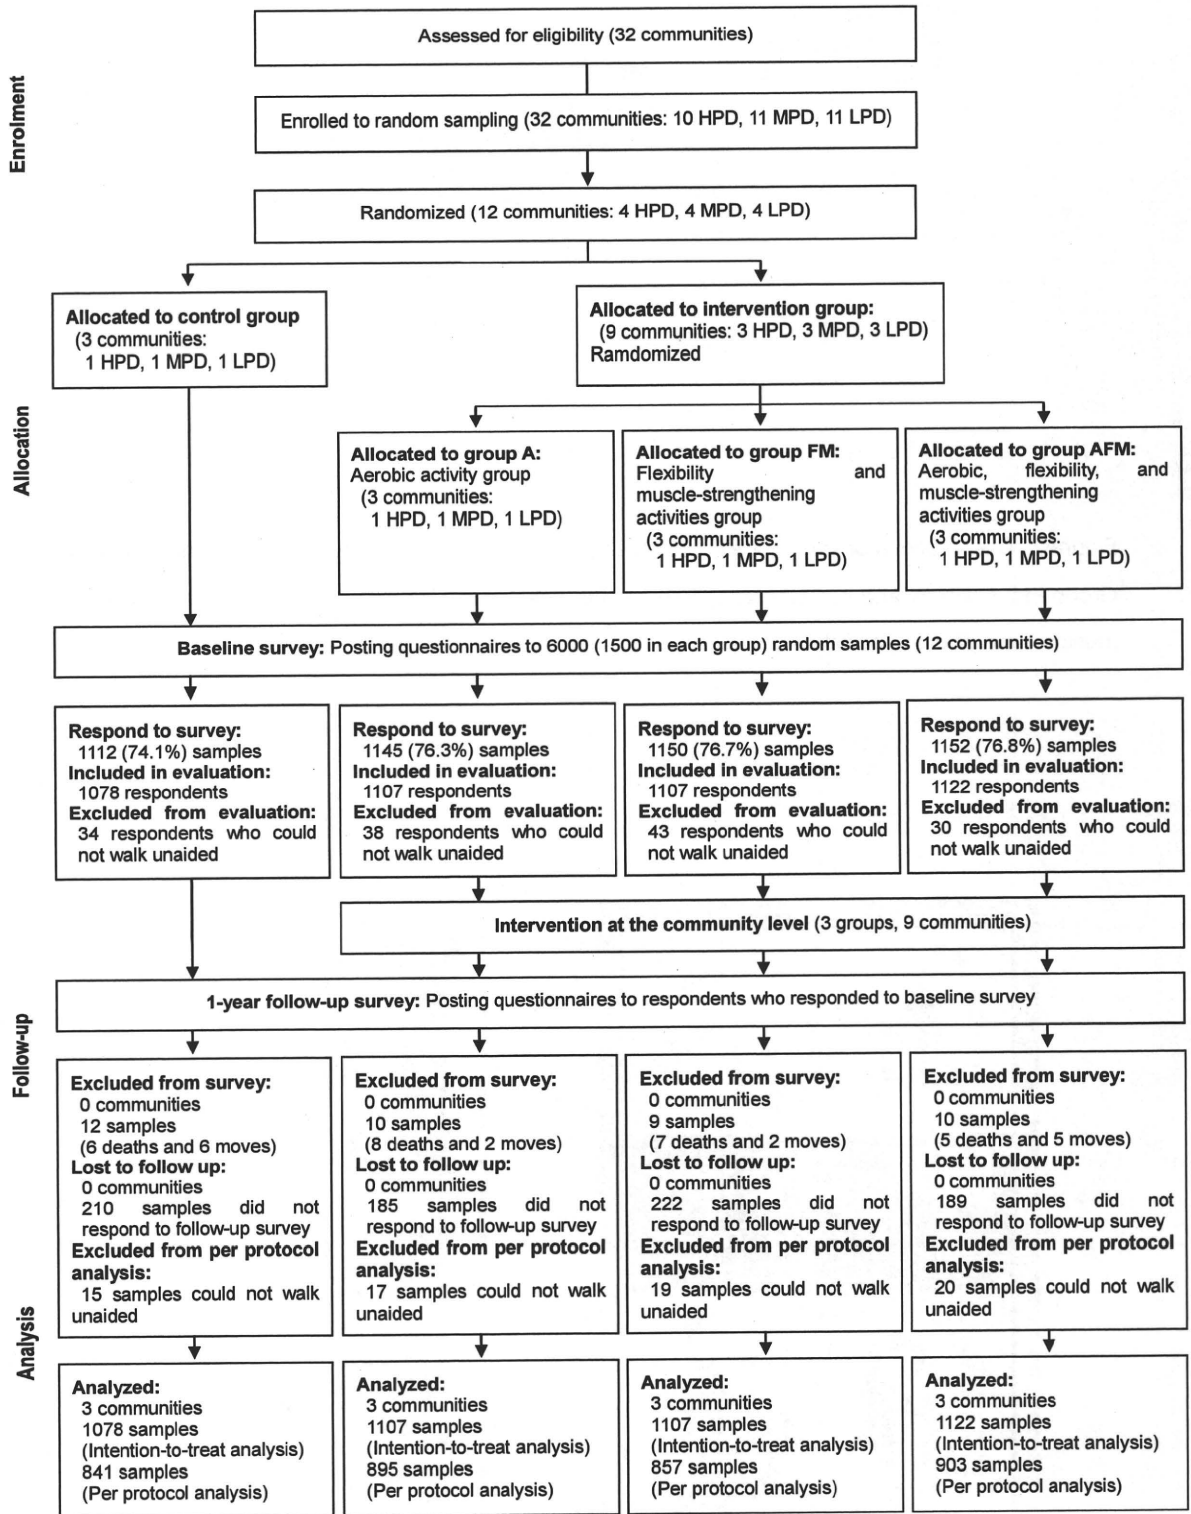 Enrolment
Assessed for eligibility (32 communities)
Enrolled to random sampling (32 communities: 10 HPD, 11 MPD, 11 LPD)
Randomized (12 communities: 4 HPD, 4 MPD, 4 LPD)
Allocation
Allocated to control group
(3 communities:
1 HPD, 1 MPD, 1 LPD)
Allocated to intervention group:
(9 communities: 3 HPD, 3 MPD, 3 LPD)
Ramdomized
Allocated to group A:
Aerobic activity group
(3 communities:
1 HPD, 1 MPD, 1 LPD)
Allocated to group FM:
Flexibility and
muscle-strengthening
activities group
(3 communities:
1 HPD, 1 MPD, 1 LPD)
Allocated to group AFM:
Aerobic, flexibility, and
muscle-strengthening
activities group
(3 communities:
1 HPD, 1 MPD, 1 LPD)
Baseline survey: Posting questionnaires to 6000 (1500 in each group) random samples (12 communities)
Respond to survey:
1112 (74.1%) samples
Included in evaluation:
1078 respondents
Excluded from evaluation:
34 respondents who could
not walk unaided
Respond to survey:
1145 (76.3%) samples
Included in evaluation:
1107 respondents
Excluded from evaluation:
38 respondents who could
not walk unaided
Respond to survey:
1150 (76.7%) samples
Included in evaluation:
1107 respondents
Excluded from evaluation:
43 respondents who could
not walk unaided
Respond to survey:
1152 (76.8%) samples
Included in evaluation:
1122 respondents
Excluded from evaluation:
30 respondents who could
not walk unaided
Intervention at the community level (3 groups, 9 communities)
Follow-up
1-year follow-up survey: Posting questionnaires to respondents who responded to baseline survey
Excluded from survey:
0 communities
12 samples
(6 deaths and 6 moves)
Lost to follow up:
0 communities
210 samples did not
respond to follow-up survey
Excluded from per protocol
analysis:
15 samples could not walk
unaided
Excluded from survey:
0 communities
10 samples
(8 deaths and 2 moves)
Lost to follow up:
0 communities
185 samples did not
respond to follow-up survey
Excluded from per protocol
analysis:
17 samples could not walk
unaided
Excluded from survey:
0 communities
9 samples
(7 deaths and 2 moves)
Lost to follow up:
0 communities
222 samples did not
respond to follow-up survey
Excluded from per protocol
analysis:
19 samples could not walk
unaided
Excluded from survey:
0 communities
10 samples
(5 deaths and 5 moves)
Lost to follow up:
0 communities
189 samples did not
respond to follow-up survey
Excluded from per protocol
analysis:
20 samples could not walk
unaided
Analysis
Analyzed:
3 communities
1078 samples
(Intention-to-treat analysis)
841 samples
(Per protocol analysis)
Analyzed:
3 communities
1107 samples
(Intention-to-treat analysis)
895 samples
(Per protocol analysis)
Analyzed:
3 communities
1107 samples
(Intention-to-treat analysis)
857 samples
(Per protocol analysis)
Analyzed:
3 communities
1122 samples
(Intention-to-treat analysis)
903 samples
(Per protocol analysis)